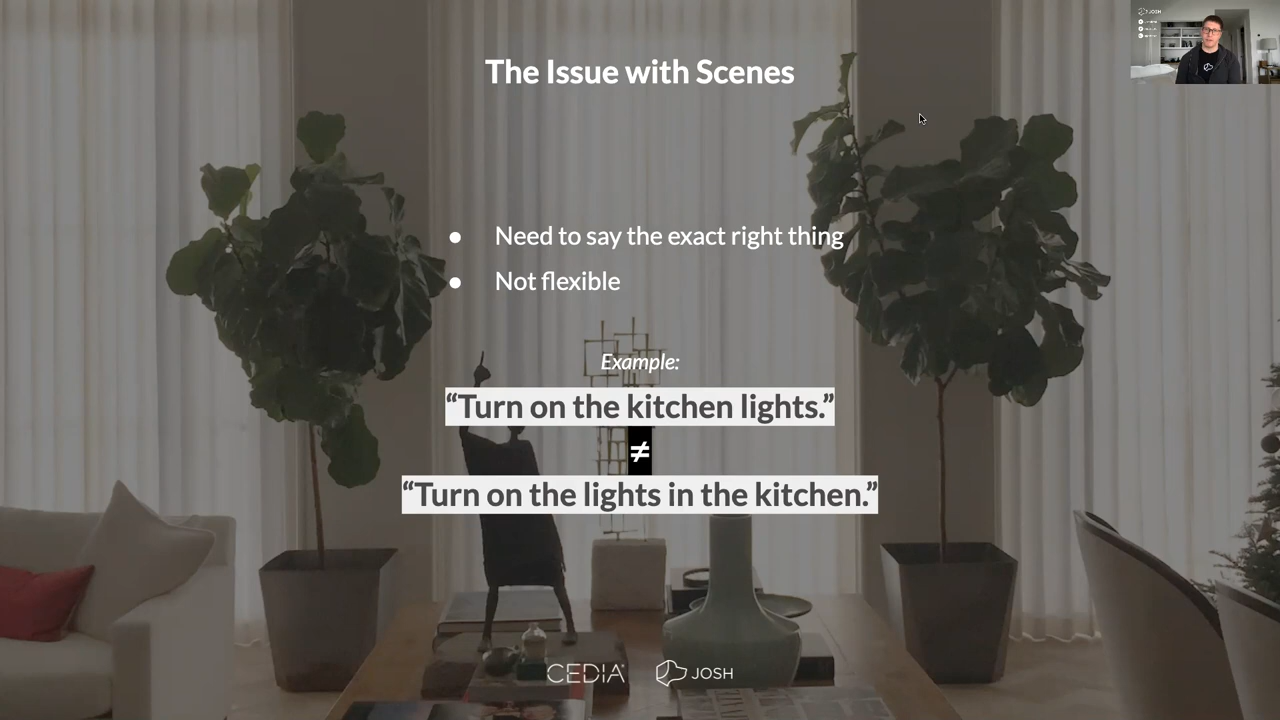 The Issue with Scenes
● Need to say the exact right thing
● Not flexible
Example:
“Turn on the kitchen lights.”
≠
“Turn on the lights in the kitchen.”
CEDIA
JOSH
JOSH